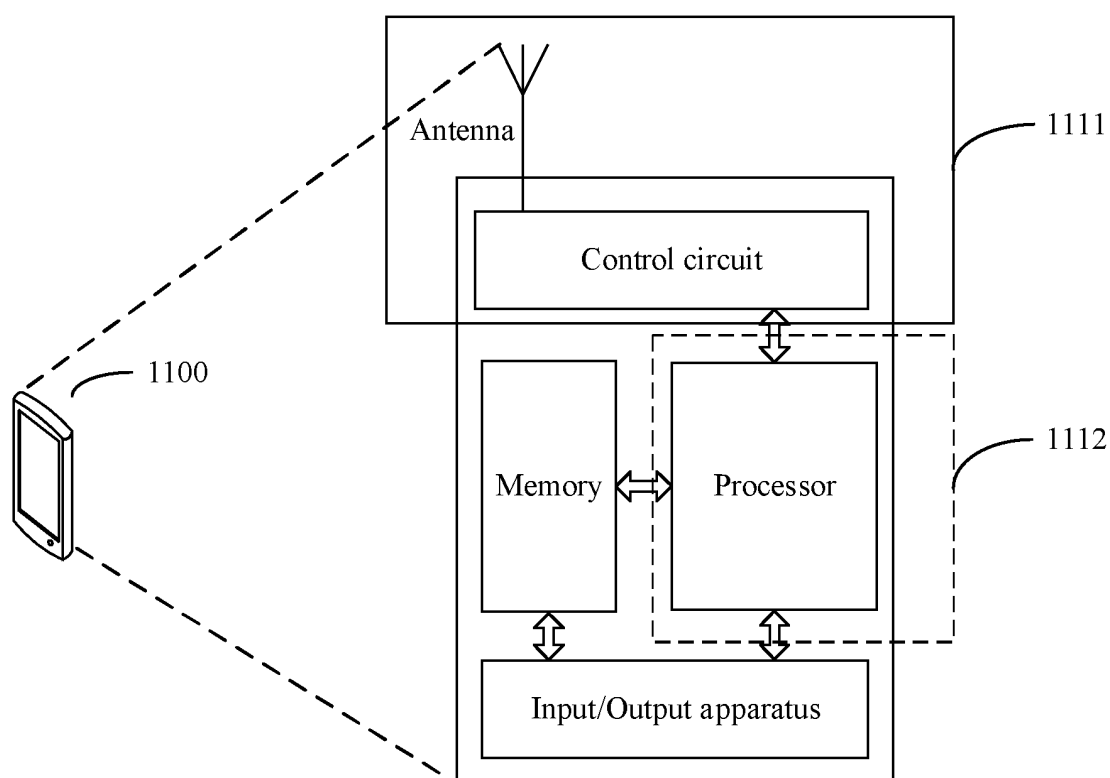 Antenna
1111
Control circuit
1100
1112
Memory
Processor
Input/Output apparatus